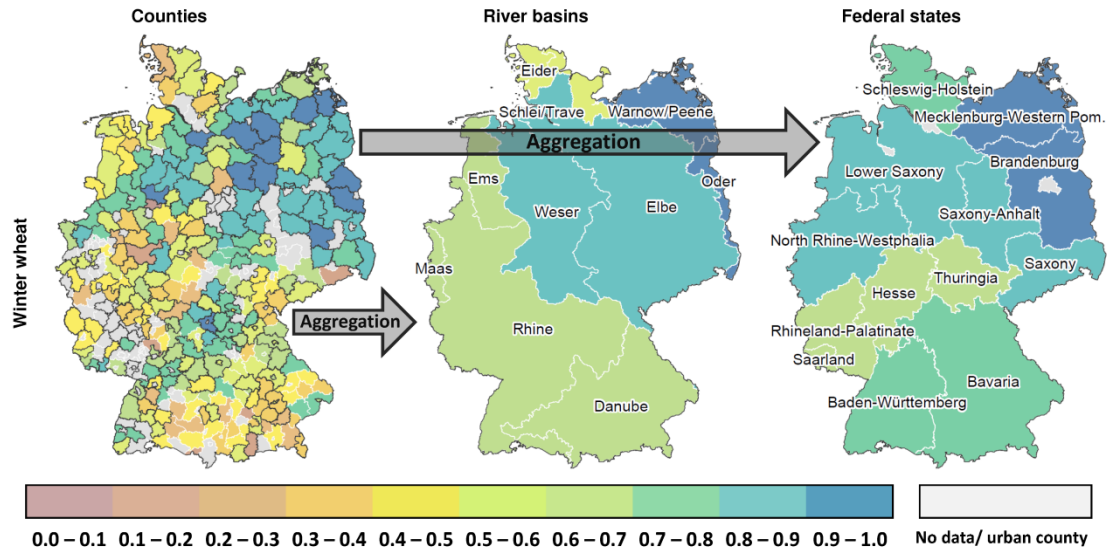 Counties
River basins
Federal states
Winter wheat
Eider
Schlei/Trave
Warnow/Peene
Aggregation
Ems
Weser
Elbe
Oder
Maas
Rhine
Danube
Aggregation
Schleswig-Holstein
Mecklenburg-Western Pom.
Brandenburg
Lower Saxony
Saxony-Anhalt
North Rhine-Westphalia
Saxony
Thuringia
Hesse
Rhineland-Palatinate
Saarland
Bavaria
Baden-Württemberg
0.0 – 0.1 0.1 – 0.2 0.2 – 0.3 0.3 – 0.4 0.4 – 0.5 0.5 – 0.6 0.6 – 0.7 0.7 – 0.8 0.8 – 0.9 0.9 – 1.0
No data/ urban county